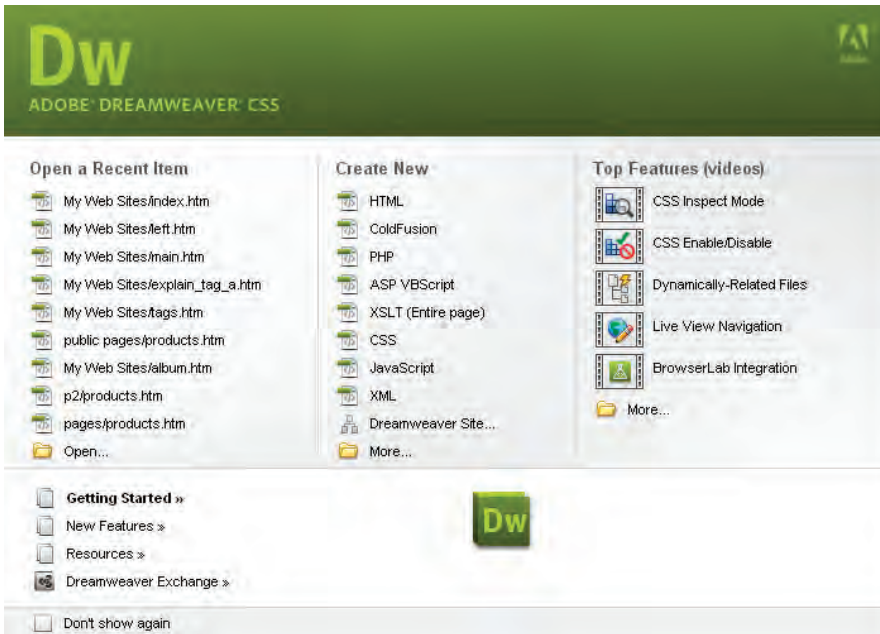 Dw
ADOBE® DREAMWEAVER® CS5
Adobe
Open a Recent Item
My Web Sites/index.htm
My Web Sites/left.htm
My Web Sites/main.htm
My Web Sites/explain_tag_a.htm
My Web Sites/tags.htm
public pages/products.htm
My Web Sites/album.htm
p2/products.htm
pages/products.htm
Open...
Create New
HTML
ColdFusion
PHP
ASP VBScript
XSLT (Entire page)
CSS
JavaScript
XML
Dreamweaver Site...
More...
Top Features (videos)
CSS Inspect Mode
CSS Enable/Disable
Dynamically-Related Files
Live View Navigation
BrowserLab Integration
More...
Getting Started »
New Features »
Resources »
Dreamweaver Exchange »
Dw
Don't show again